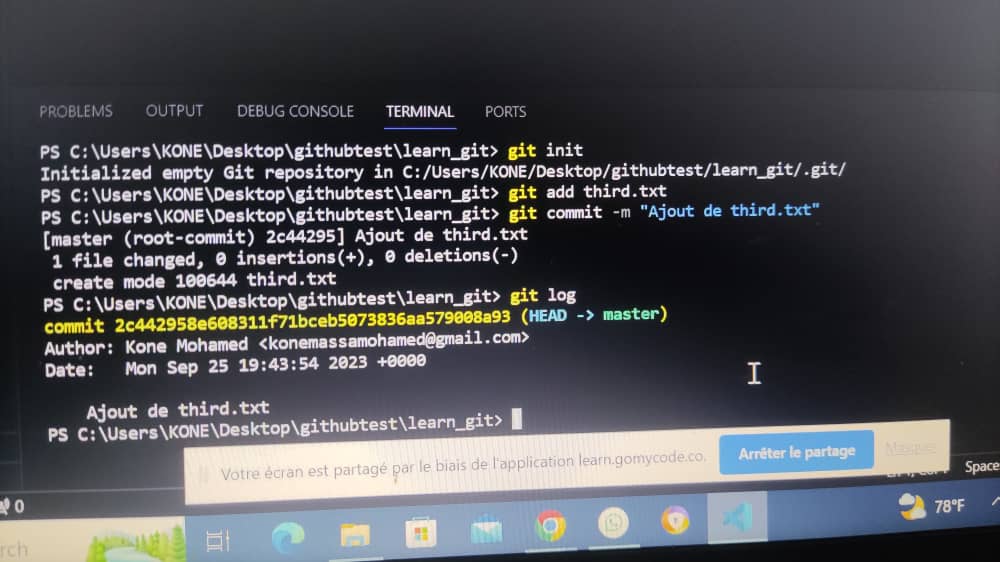 PROBLEMS OUTPUT DEBUG CONSOLE TERMINAL PORTS
PS C:\Users\KONE\Desktop\githubtest\learn_git> git init
Initialized empty Git repository in C:/Users/KONE/Desktop/githubtest/learn_git/.git/
PS C:\Users\KONE\Desktop\githubtest\learn_git> git add third.txt
PS C:\Users\KONE\Desktop\githubtest\learn_git> git commit -m "Ajout de third.txt"
[master (root-commit) 2c44295] Ajout de third.txt
1 file changed, 0 insertions(+), 0 deletions(-)
create mode 100644 third.txt
PS C:\Users\KONE\Desktop\githubtest\learn_git> git log
commit 2c442958e608311f71bceb5073836aa579008a93 (HEAD -> master)
Author: Kone Mohamed <konemassamohamed@gmail.com>
Date: Mon Sep 25 19:43:54 2023 +0000
Ajout de third.txt
PS C:\Users\KONE\Desktop\githubtest\learn_git>
Votre écran est partagé par le biais de l'application learn.gomycode.co. Arrêter le partage Masquer
0
Space
rch
78°F